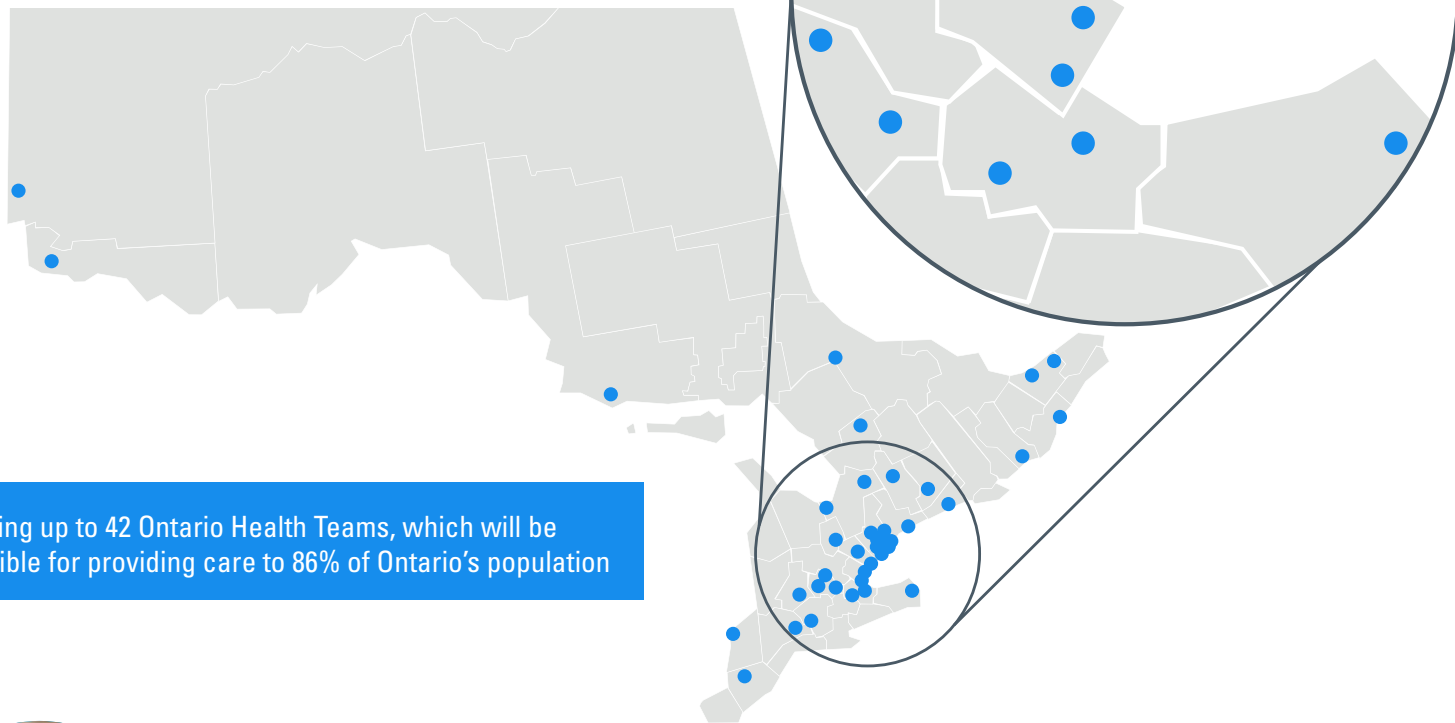 ing up to 42 Ontario Health Teams, which will be
ible for providing care to 86% of Ontario’s population